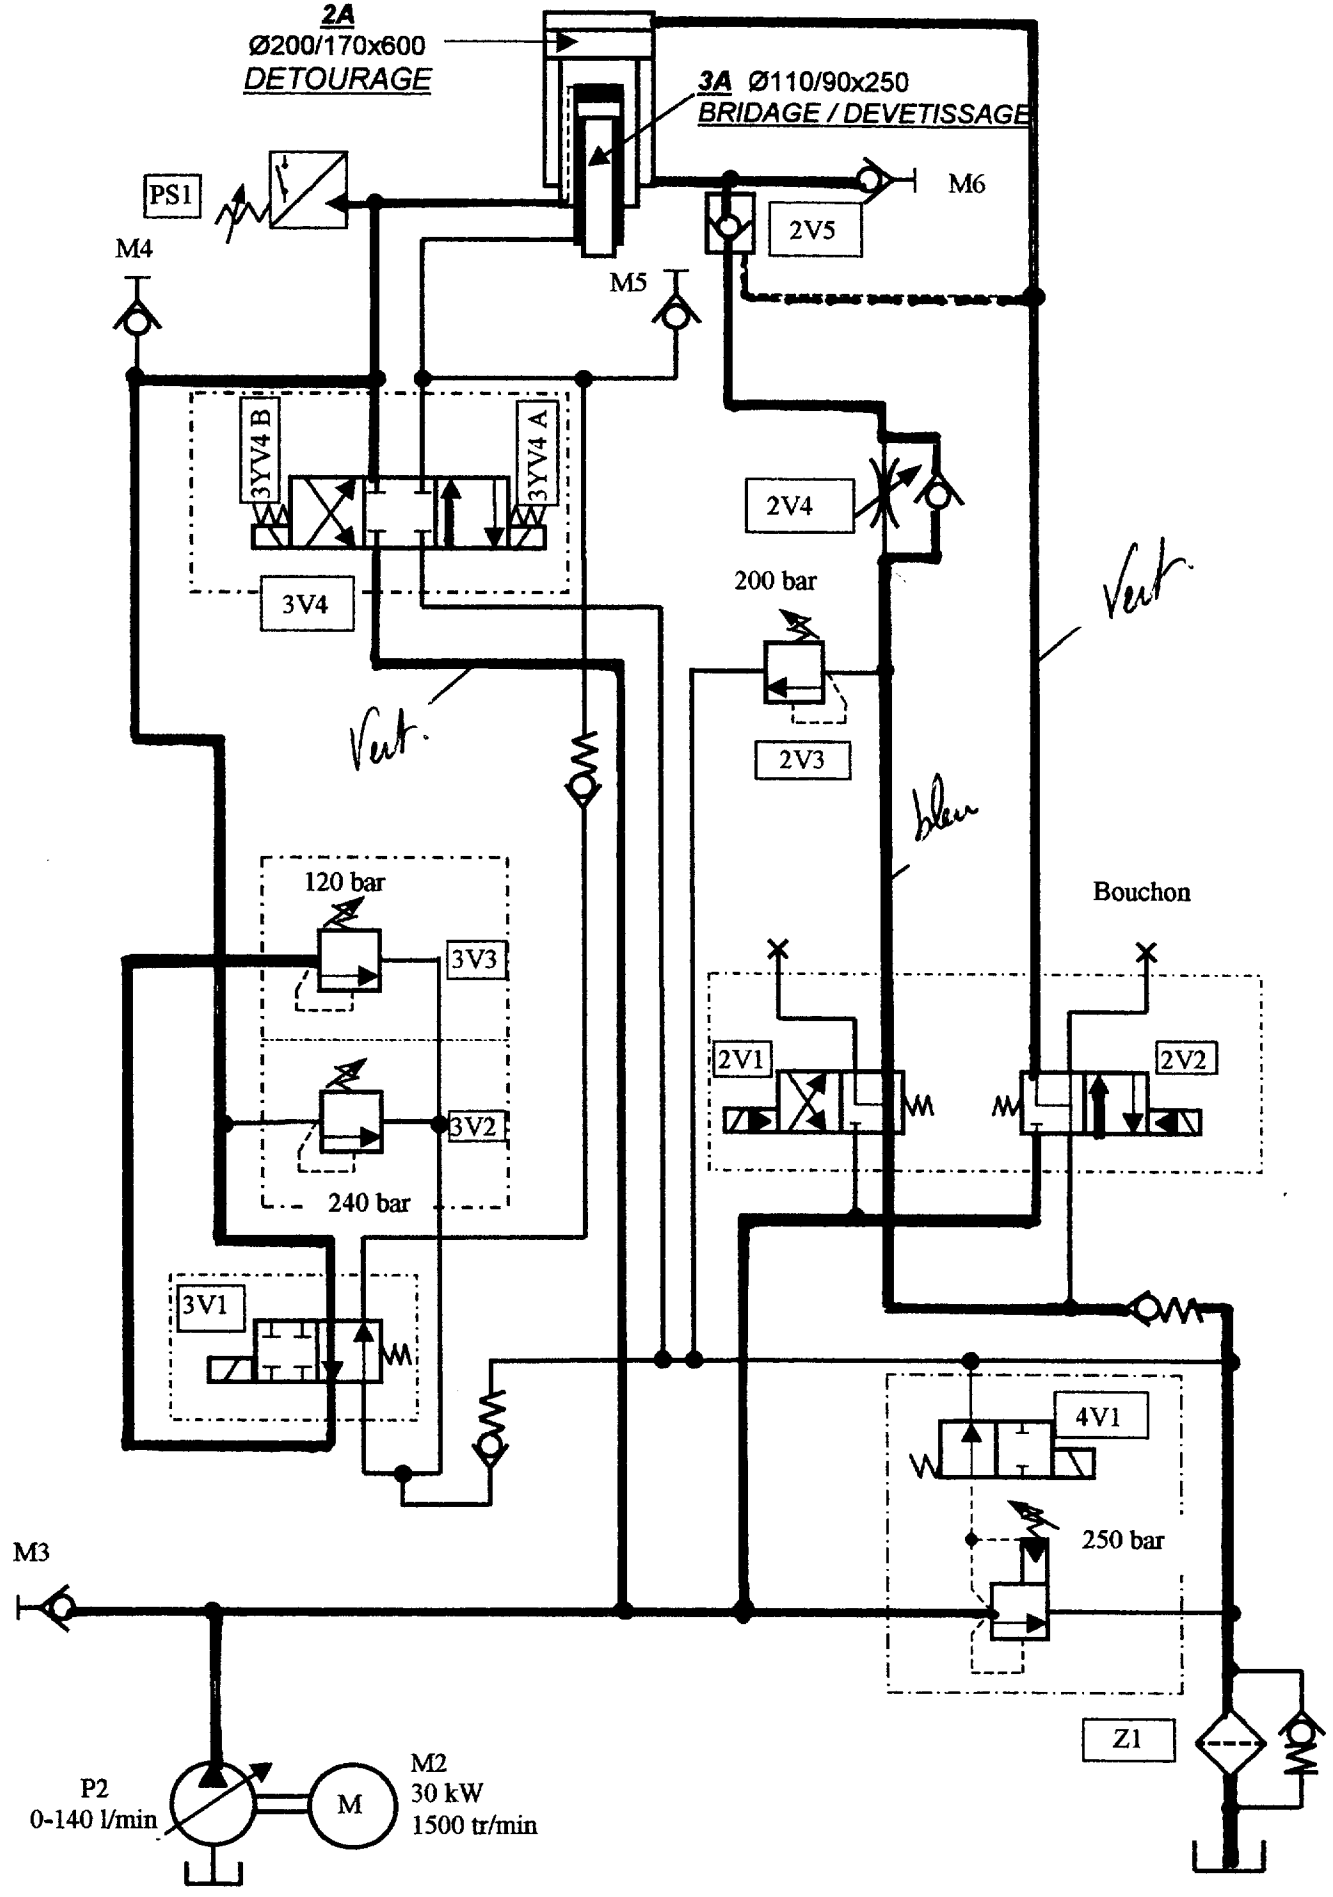 2A
Ø200/170x600
DETOURAGE
3A Ø110/90x250
BRIDAGE / DEVETISSAGE
PS1
M6
2V5
M4
M5
3YV4 B
3YV4 A
2V4
200 bar
3V4
Vert.
Vert.
2V3
bleu
120 bar
Bouchon
3V3
2V1
2V2
3V2
240 bar
3V1
4V1
250 bar
M3
Z1
P2
0-140 l/min
M
M2
30 kW
1500 tr/min